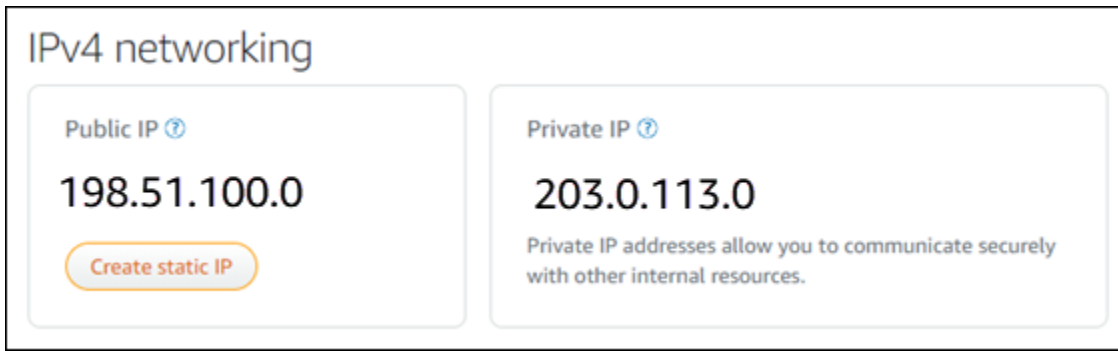 IPv4 networking
Public IP ?
198.51.100.0
Create static IP
Private IP ?
203.0.113.0
Private IP addresses allow you to communicate securely
with other internal resources.